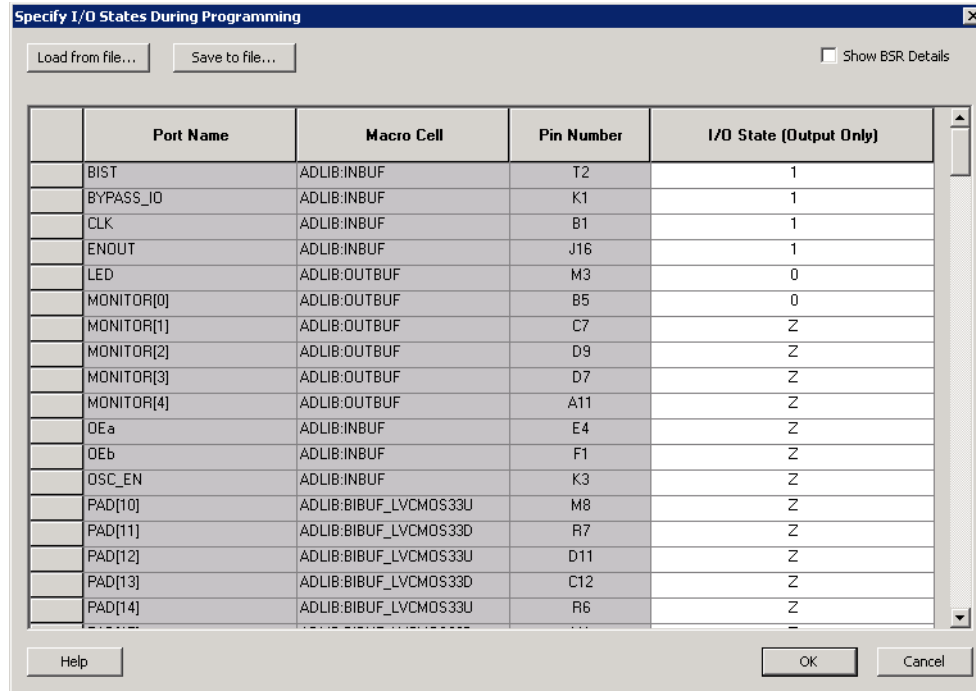 Specify I/O States During Programming
Load from file... Save to file... Show BSR Details
Port Name Macro Cell Pin Number I/O State (Output Only)
BIST ADLIB:INBUF T2 1
BYPASS_IO ADLIB:INBUF K1 1
CLK ADLIB:INBUF B1 1
ENOUT ADLIB:INBUF J16 1
LED ADLIB:OUTBUF M3 0
MONITOR[0] ADLIB:OUTBUF B5 0
MONITOR[1] ADLIB:OUTBUF C7 Z
MONITOR[2] ADLIB:OUTBUF D9 Z
MONITOR[3] ADLIB:OUTBUF D7 Z
MONITOR[4] ADLIB:OUTBUF A11 Z
OEa ADLIB:INBUF E4 Z
OEb ADLIB:INBUF F1 Z
OSC_EN ADLIB:INBUF K3 Z
PAD[10] ADLIB:BIBUF_LVCMOS33U M8 Z
PAD[11] ADLIB:BIBUF_LVCMOS33D R7 Z
PAD[12] ADLIB:BIBUF_LVCMOS33U D11 Z
PAD[13] ADLIB:BIBUF_LVCMOS33D C12 Z
PAD[14] ADLIB:BIBUF_LVCMOS33U R6 Z
Help OK Cancel